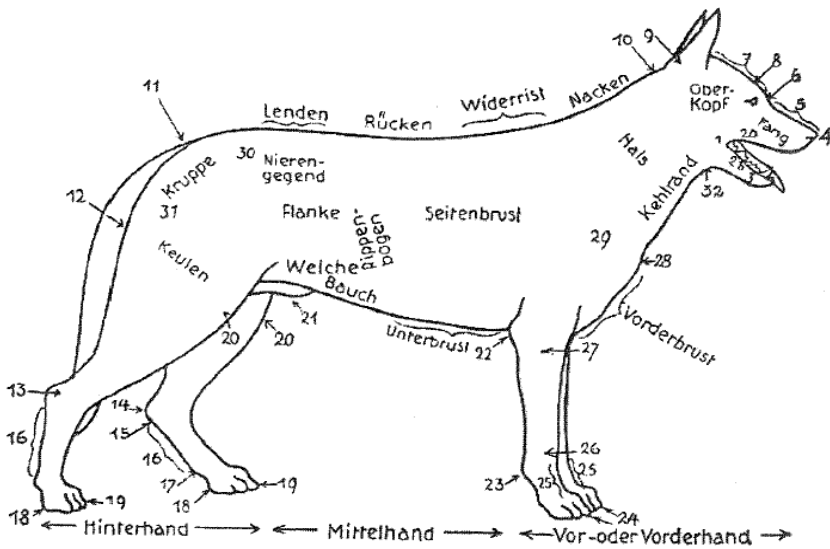 10
9
7
8
6
5
4
Ober-
Kopf
Fang
20
1
Nacken
Widerrist
Rücken
Lenden
11
30
Nieren-
gegend
Kruppe
31
12
Keulen
Flanke
Rippen-
bogen
Seitenbrust
Hals
Kehlrand
32
29
28
Weiche
Bauch
21
20
20
Unterbrust
22
Vorderbrust
27
13
14
15
16
16
17
18
18
19
19
26
25
25
23
24
Hinterhand
Mittelhand
Vor-oder Vorderhand